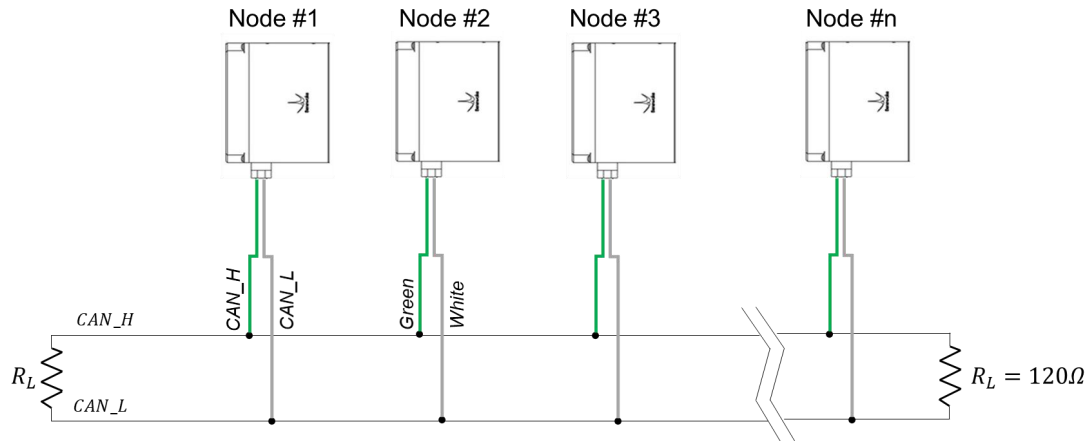 Node #1
Node #2
Node #3
Node #n
CAN_H
CAN_L
Green
White
CAN_H
R_L
R_L = 120Ω
CAN_L